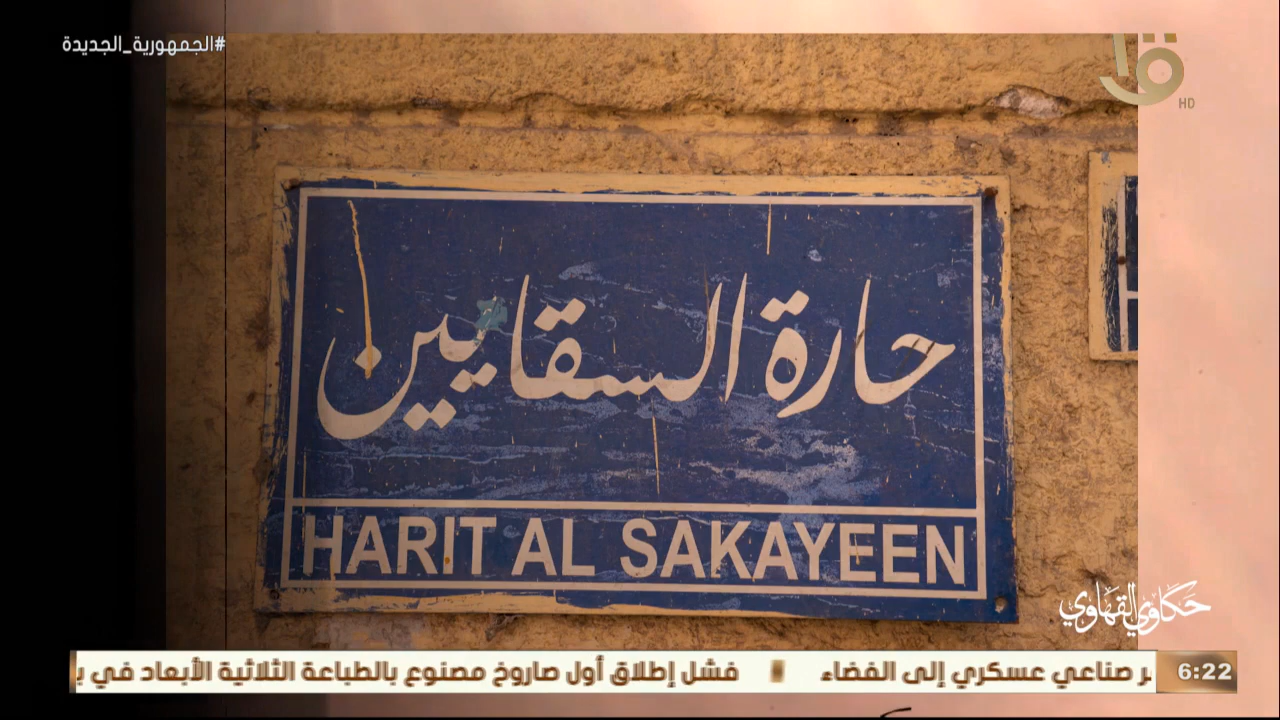 #الجمهورية_الجديدة
HD
حارة السقايين
HARIT AL SAKAYEEN
حكاوي القهاوي
صناعي عسكري إلى الفضاء
فشل إطلاق أول صاروخ مصنوع بالطباعة الثلاثية الأبعاد في
6:22